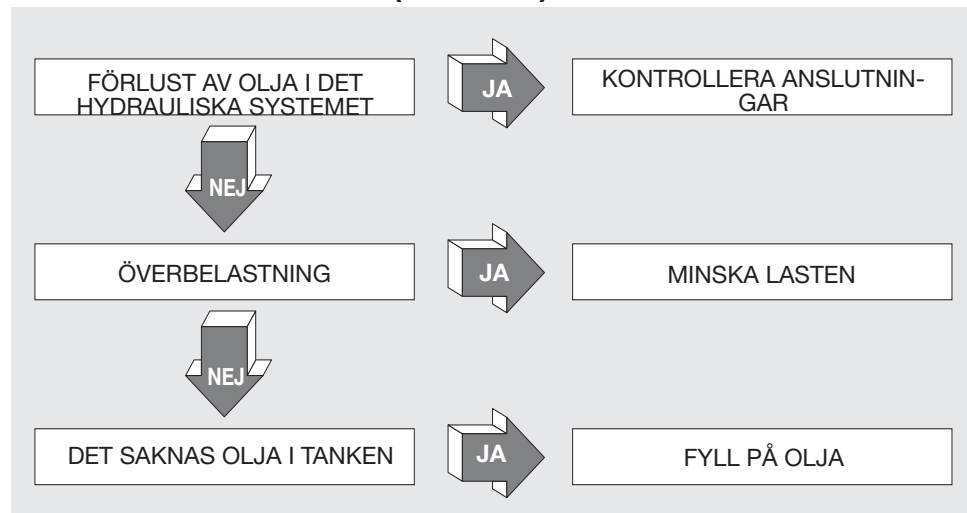 FÖRLUST AV OLJA I DET
HYDRAULISKA SYSTEMET
JA
KONTROLLERA ANSLUTNIN-
GAR
NEJ
ÖVERBELASTNING
JA
MINSKA LASTEN
NEJ
DET SAKNAS OLJA I TANKEN
JA
FYLL PÅ OLJA